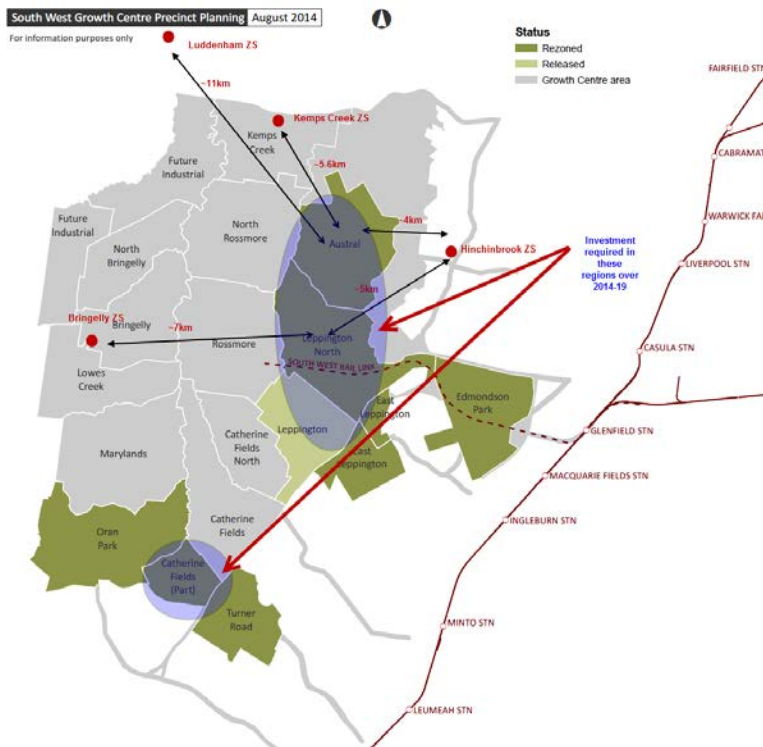 South West Growth Centre Precinct Planning August 2014
For information purposes only
Status
Rezoned
Released
Growth Centre area
Luddenham ZS
~11km
Kemps Creek ZS
Kemps
Creek
~5-6km
Future
Industrial
Future
Industrial
North
Rossmore
North
Bringelly
Austral
~4km
Hinchinbrook ZS
Investment
required in
these
regions over
2014-19
~5km
Bringelly ZS
Bringelly
~7km
Leppington
North
Rossmore
SOUTH WEST RAIL LINK
Lowes
Creek
East
Leppington
Edmondson
Park
Leppington
East
Leppington
Catherine
Fields
North
Marylands
Catherine
Fields
Oran
Park
Catherine
Fields
(Part)
Turner
Road
FAIRFIELD STN
CABRAMAT
WARWICK FA
LIVERPOOL STN
CASULA STN
GLENFIELD STN
MACQUARIE FIELDS STN
INGLEBURN STN
MINTO STN
LEUMEAH STN